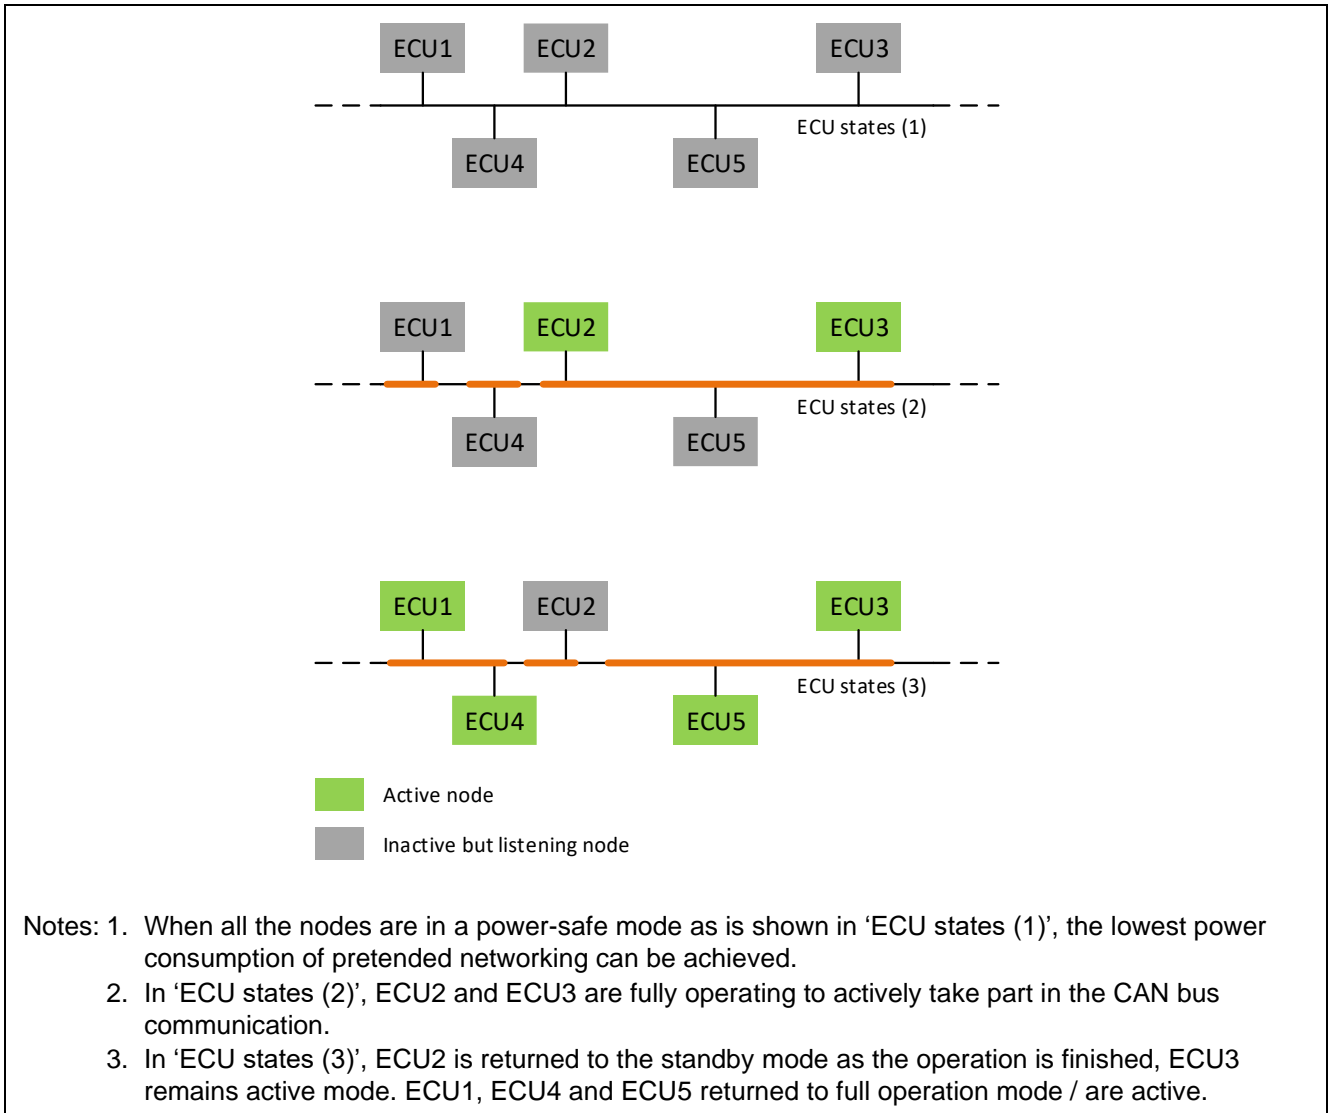 ECU1 ECU2 ECU3
ECU states (1)
ECU4 ECU5
ECU1 ECU2 ECU3
ECU states (2)
ECU4 ECU5
ECU1 ECU2 ECU3
ECU states (3)
ECU4 ECU5
Active node
Inactive but listening node
Notes: 1. When all the nodes are in a power-safe mode as is shown in ‘ECU states (1)’, the lowest power
consumption of pretended networking can be achieved.
2. In ‘ECU states (2)’, ECU2 and ECU3 are fully operating to actively take part in the CAN bus
communication.
3. In ‘ECU states (3)’, ECU2 is returned to the standby mode as the operation is finished, ECU3
remains active mode. ECU1, ECU4 and ECU5 returned to full operation mode / are active.